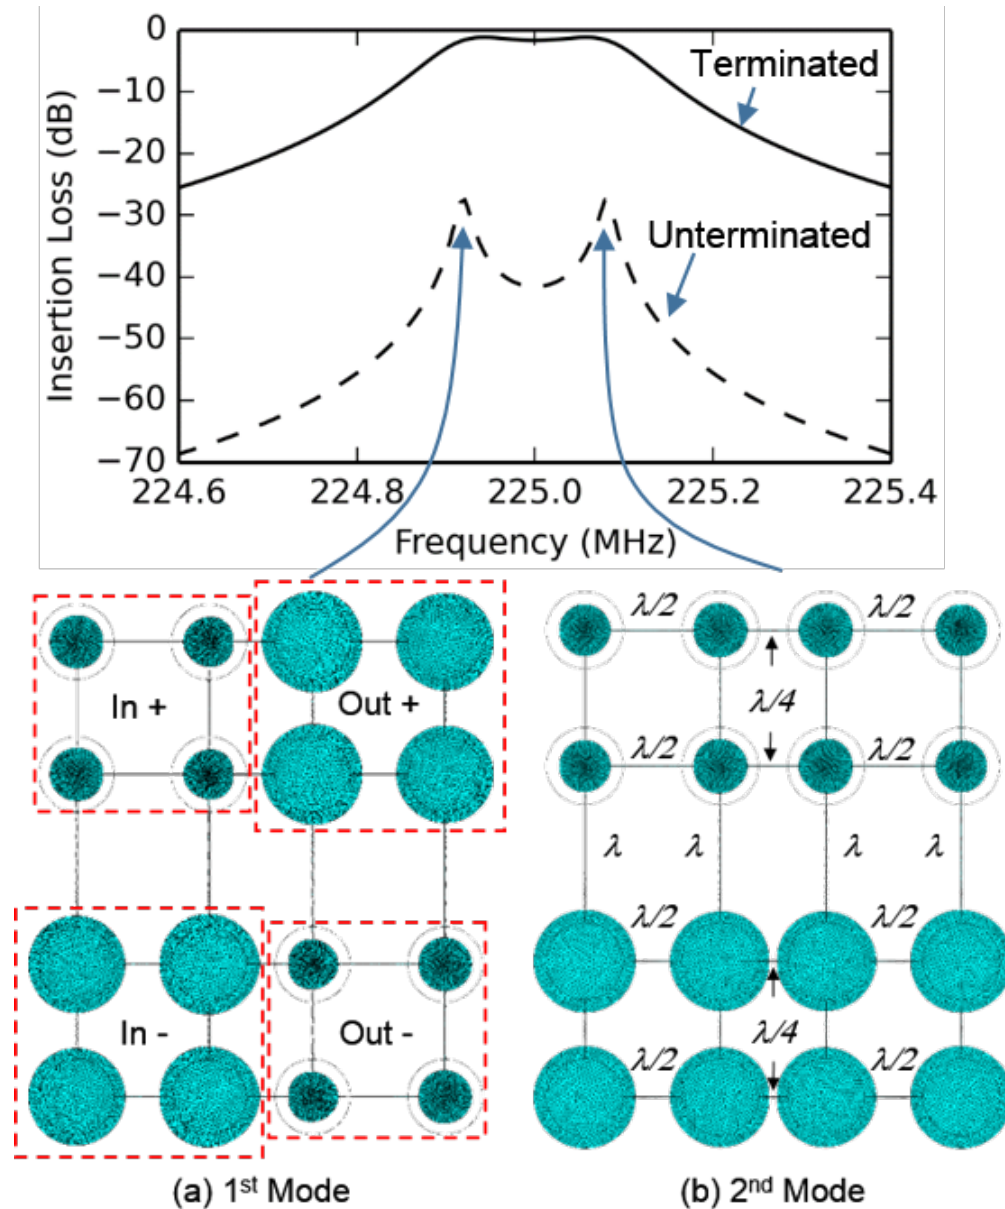 0
−10
−20
−30
−40
−50
−60
−70
Insertion Loss (dB)
Terminated
Unterminated
224.6 224.8 225.0 225.2 225.4
Frequency (MHz)
In +
Out +
In -
Out -
λ/2 λ/2
λ/4
λ/2 λ/2
λ λ λ λ
λ/2 λ/2
λ/4
λ/2 λ/2
(a) 1st Mode
(b) 2nd Mode